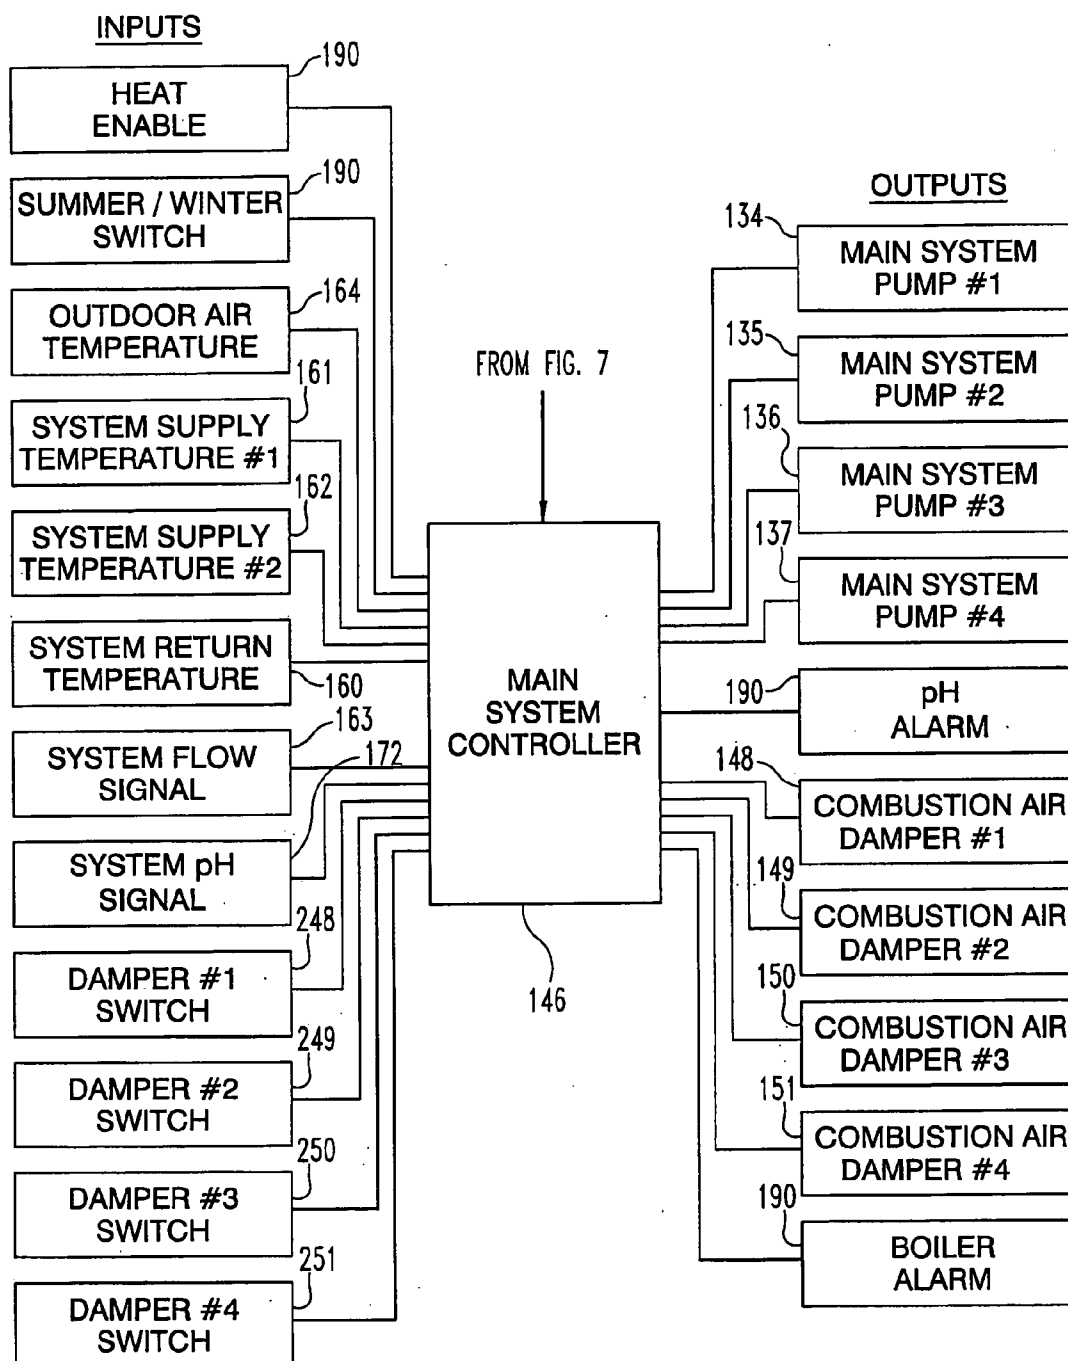 INPUTS
190
HEAT
ENABLE
190
SUMMER / WINTER
SWITCH
164
OUTDOOR AIR
TEMPERATURE
161
SYSTEM SUPPLY
TEMPERATURE #1
162
SYSTEM SUPPLY
TEMPERATURE #2
SYSTEM RETURN
TEMPERATURE
160
163
SYSTEM FLOW
SIGNAL
172
SYSTEM pH
SIGNAL
248
DAMPER #1
SWITCH
249
DAMPER #2
SWITCH
250
DAMPER #3
SWITCH
251
DAMPER #4
SWITCH
FROM FIG. 7
MAIN
SYSTEM
CONTROLLER
146
OUTPUTS
134
MAIN SYSTEM
PUMP #1
135
MAIN SYSTEM
PUMP #2
136
MAIN SYSTEM
PUMP #3
137
MAIN SYSTEM
PUMP #4
190
pH
ALARM
148
COMBUSTION AIR
DAMPER #1
149
COMBUSTION AIR
DAMPER #2
150
COMBUSTION AIR
DAMPER #3
151
COMBUSTION AIR
DAMPER #4
190
BOILER
ALARM